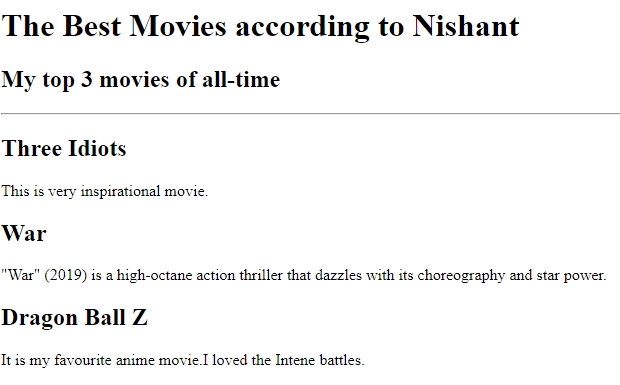 The Best Movies according to Nishant
My top 3 movies of all-time
Three Idiots
This is very inspirational movie.
War
"War" (2019) is a high-octane action thriller that dazzles with its choreography and star power.
Dragon Ball Z
It is my favourite anime movie.I loved the Intene battles.